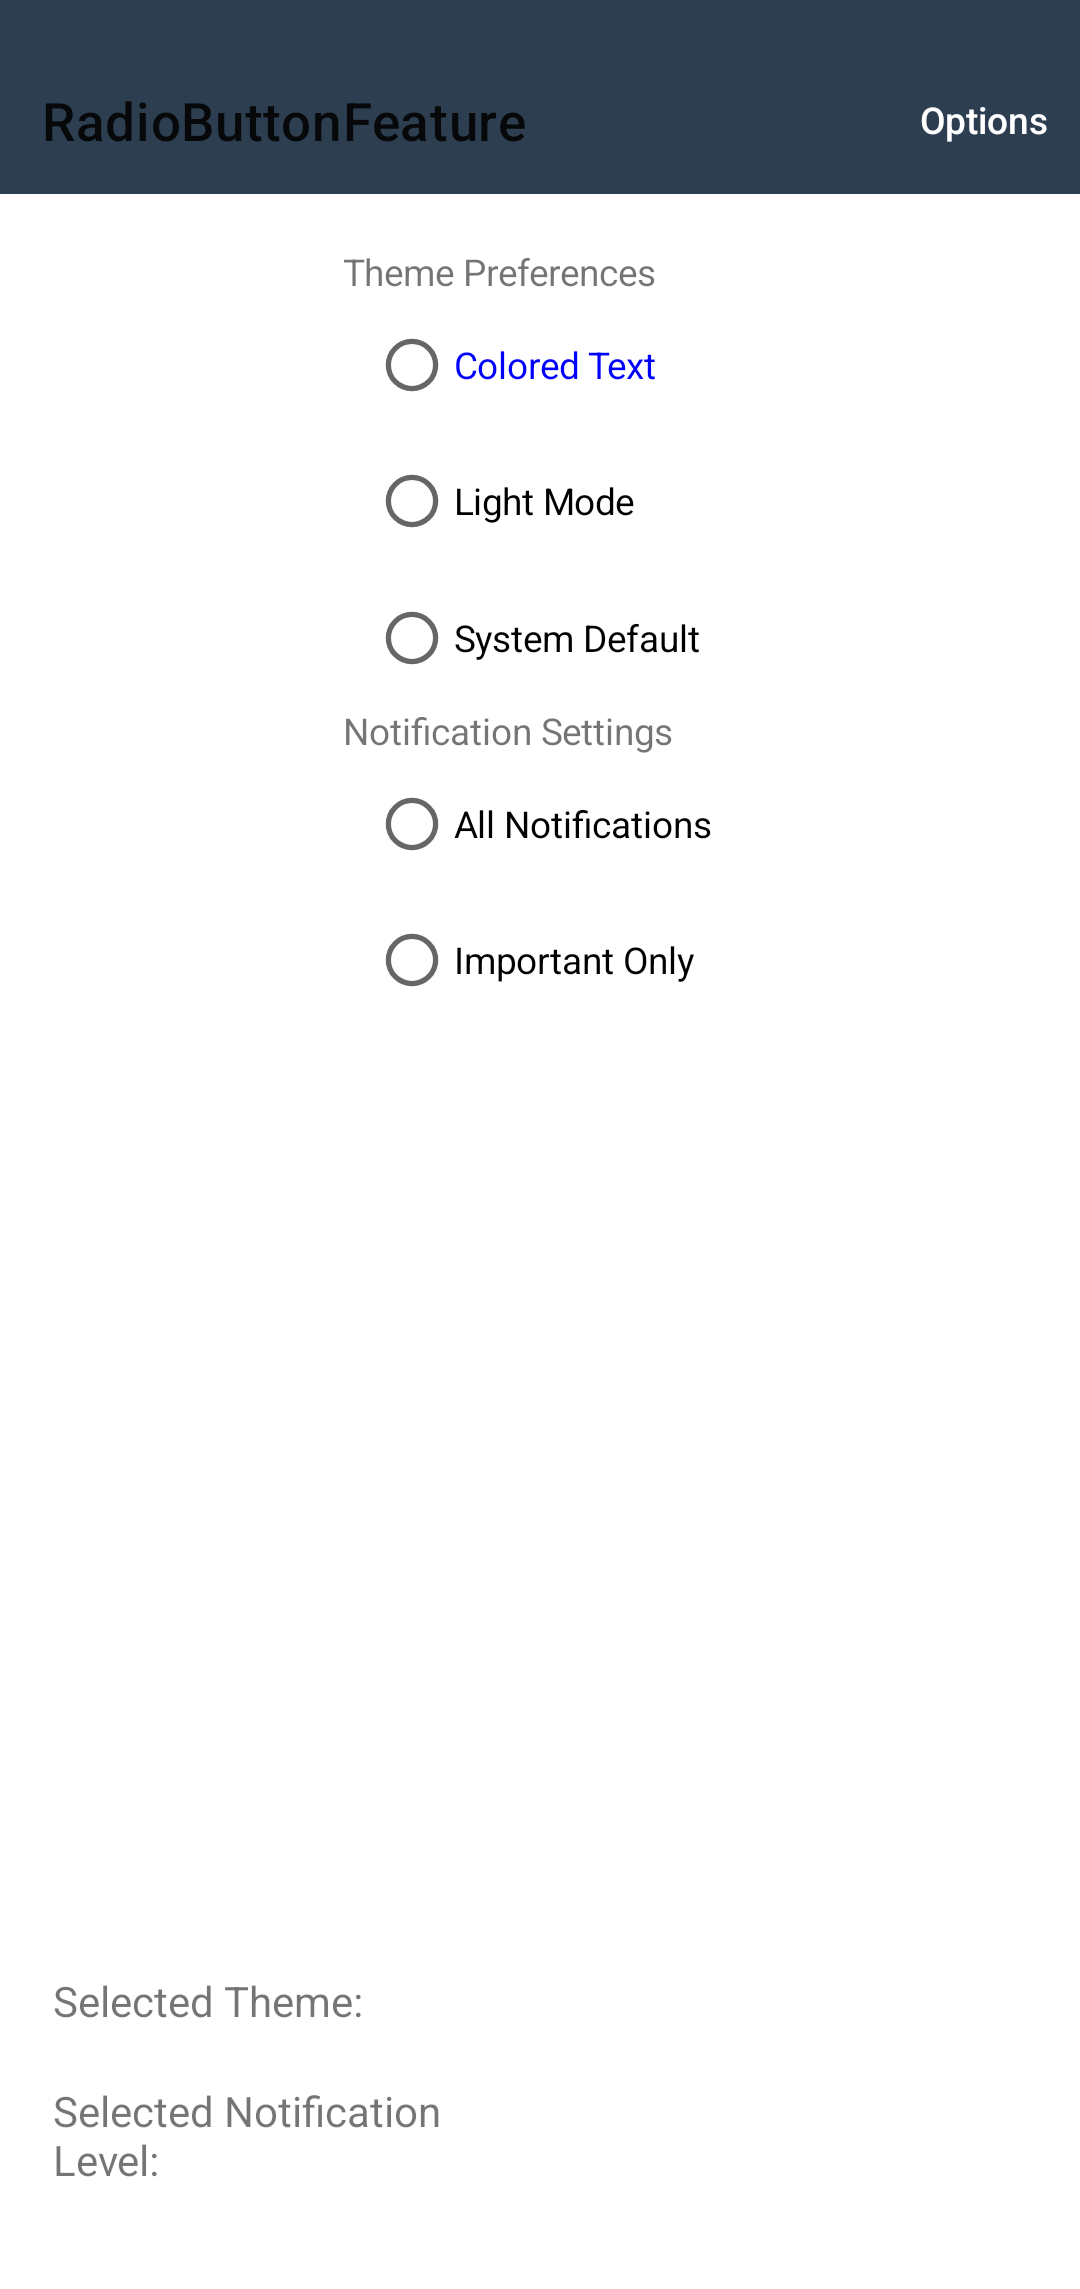 RadioButtonFeature
Options
Theme Preferences
Colored Text
Light Mode
System Default
Notification Settings
All Notifications
Important Only
Selected Theme:
Selected Notification
Level: